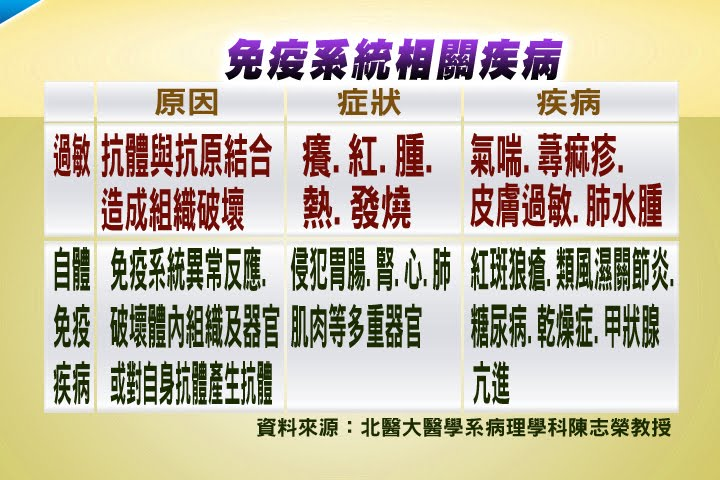 免疫系統相關疾病
原因 症狀 疾病
過敏 抗體與抗原結合 癢.紅.腫. 氣喘.蕁痲疹.
造成組織破壞 熱.發燒 皮膚過敏.肺水腫
自體 免疫系統異常反應. 侵犯胃腸.腎.心.肺 紅斑狼瘡.類風濕關節炎.
免疫 破壞體內組織及器官 肌肉等多重器官 糖尿病.乾燥症.甲狀腺
疾病 或對自身抗體產生抗體 亢進
資料來源：北醫大醫學系病理學科陳志榮教授